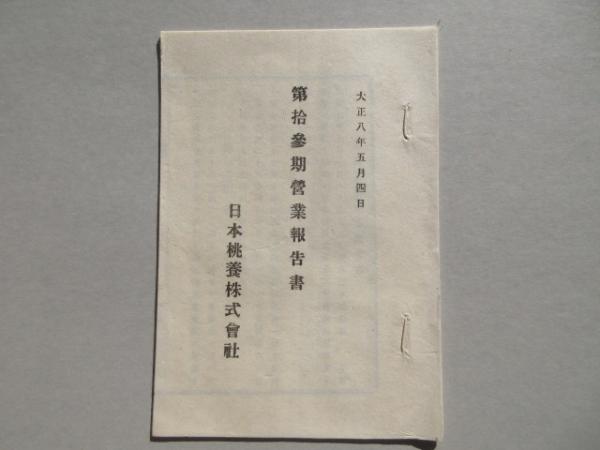 大正八年五月四日
第拾參期營業報告書
日本桃養株式會社